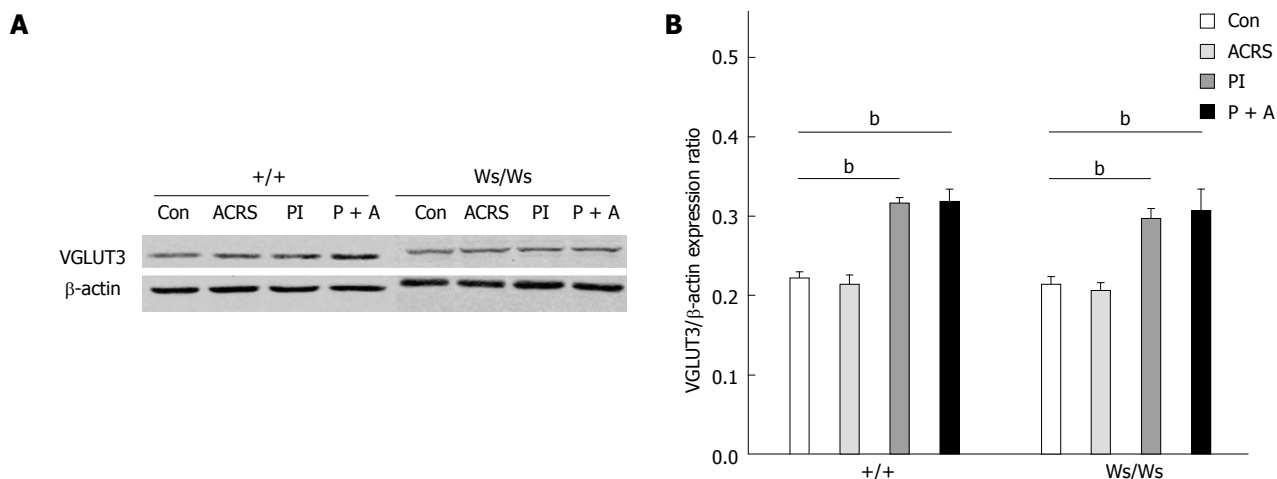 A
+/+ Ws/Ws
Con ACRS PI P + A Con ACRS PI P + A
VGLUT3
β-actin
B
Con
ACRS
PI
P + A
VGLUT3/β-actin expression ratio
0.5
0.4
0.3
0.2
0.1
0.0
b b
b b
+/+ Ws/Ws